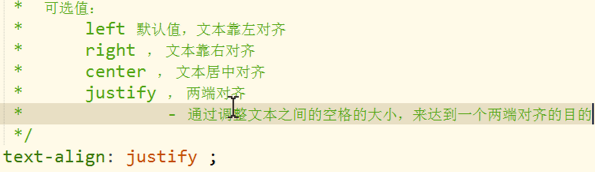 * 可选值:
* left 默认值，文本靠左对齐
* right ， 文本靠右对齐
* center ， 文本居中对齐
* justify ， 两端对齐
* - 通过调整文本之间的空格的大小，来达到一个两端对齐的目的
*/
text-align: justify ;